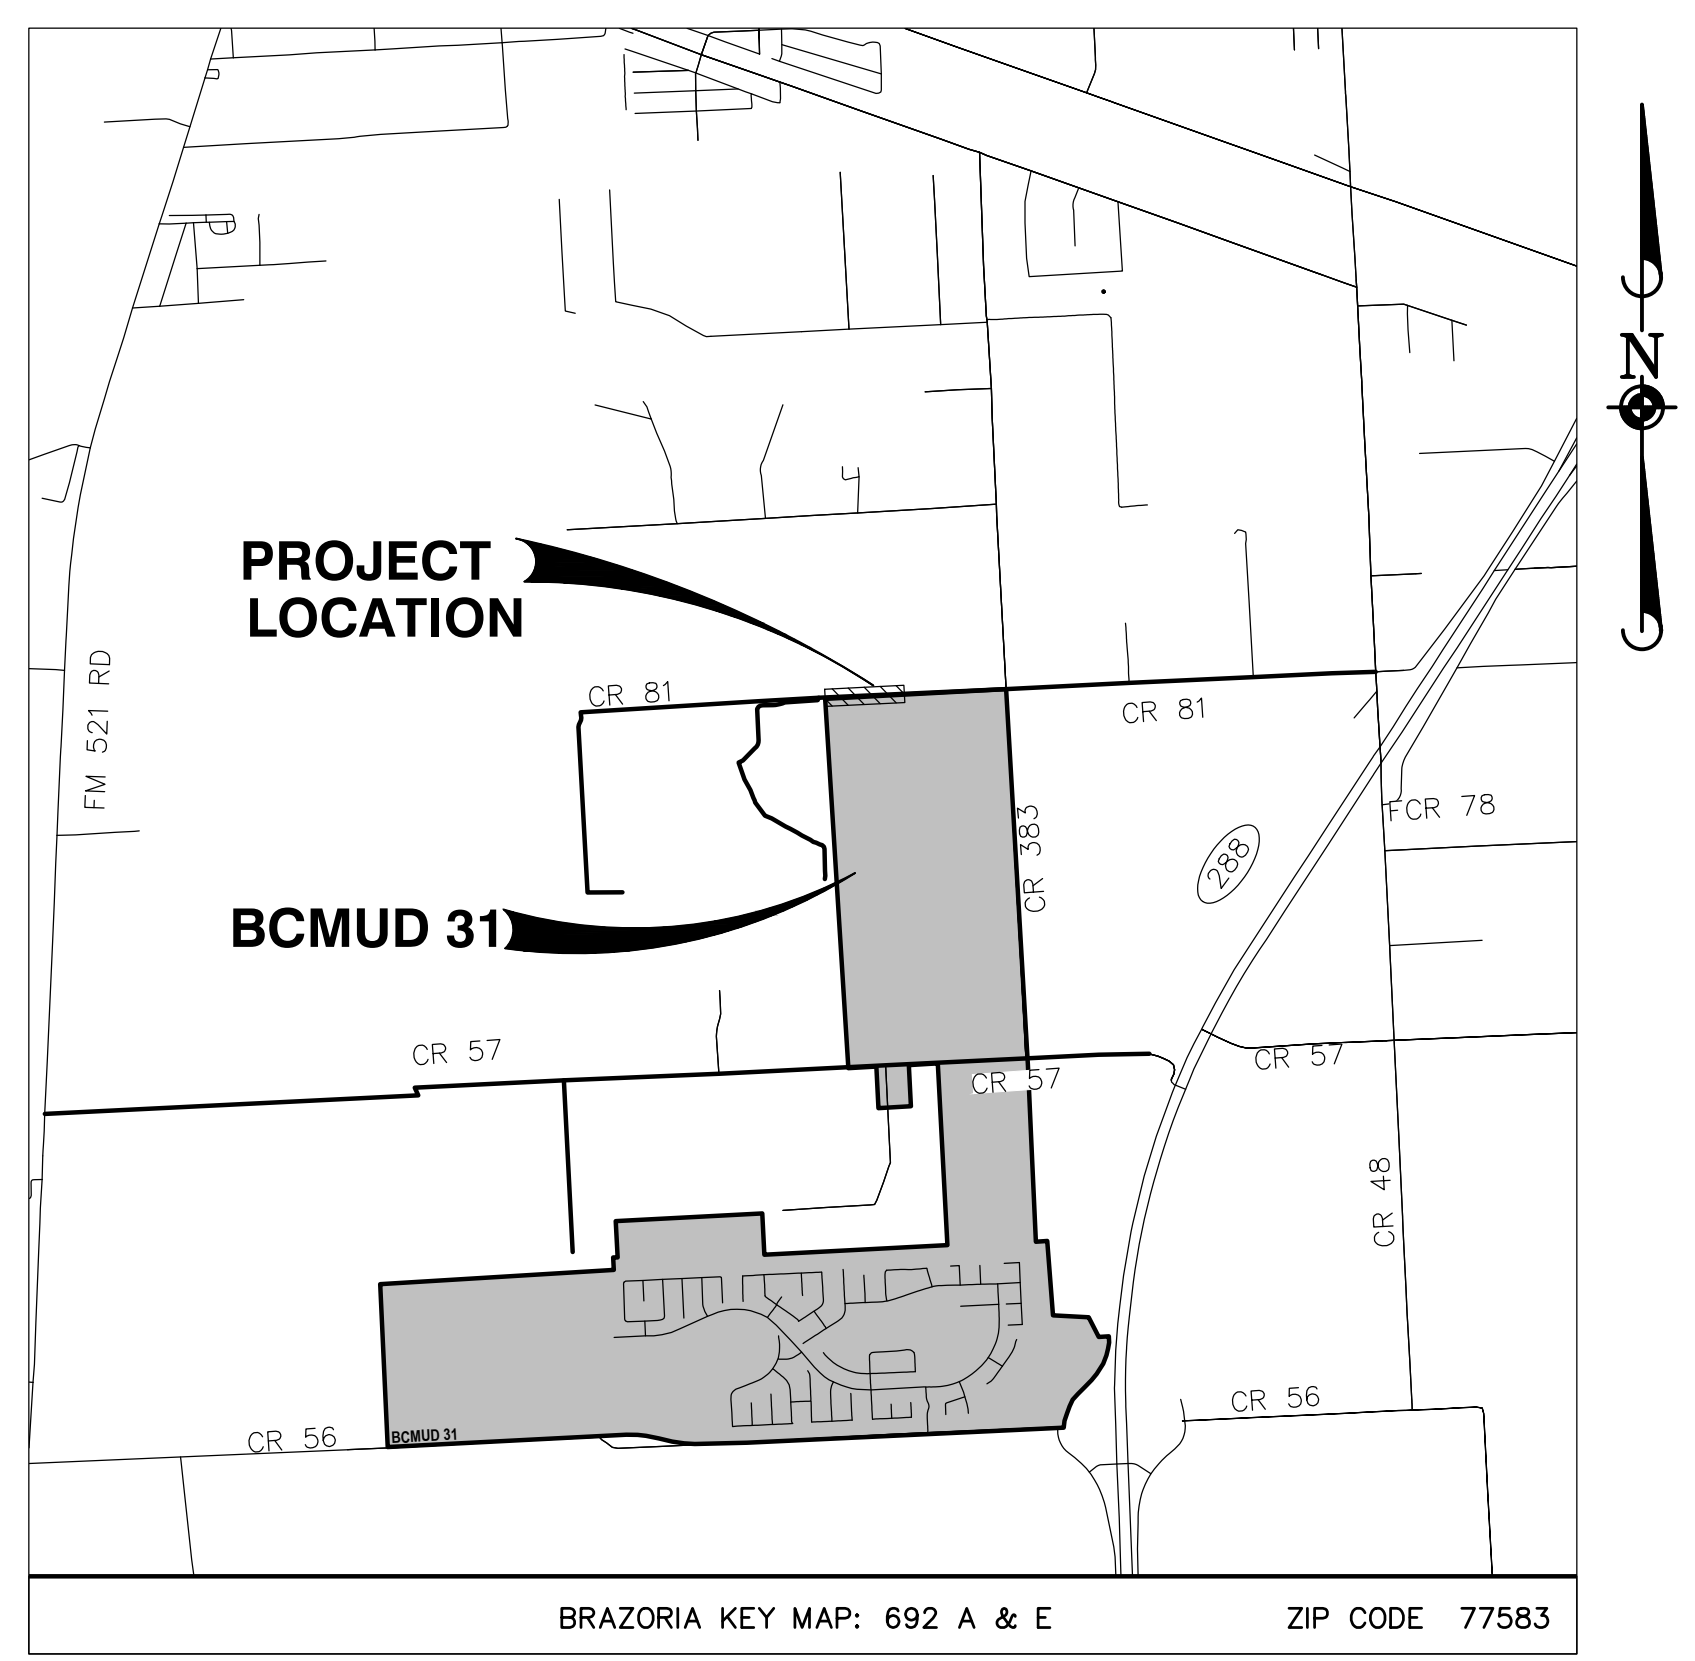 N
PROJECT
LOCATION
CR 81
CR 81
FM 521 RD
FCR 78
CR 383
288
BCMUD 31
CR 57
CR 57
CR 57
CR 48
CR 56
CR 56
BCMUD 31
BRAZORIA KEY MAP: 692 A & E ZIP CODE 77583